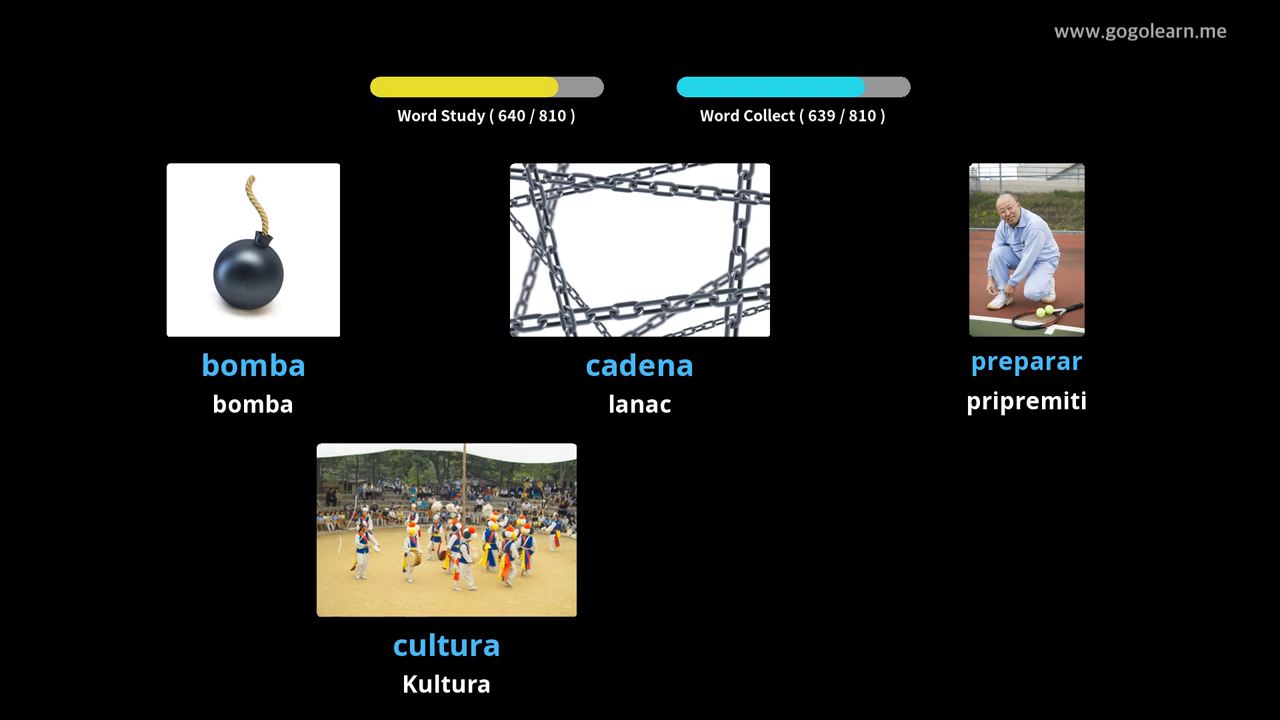 www.gogolearn.me
Word Study ( 640 / 810 )
Word Collect ( 639 / 810 )
bomba
bomba
cadena
lanac
preparar
pripremiti
cultura
Kultura